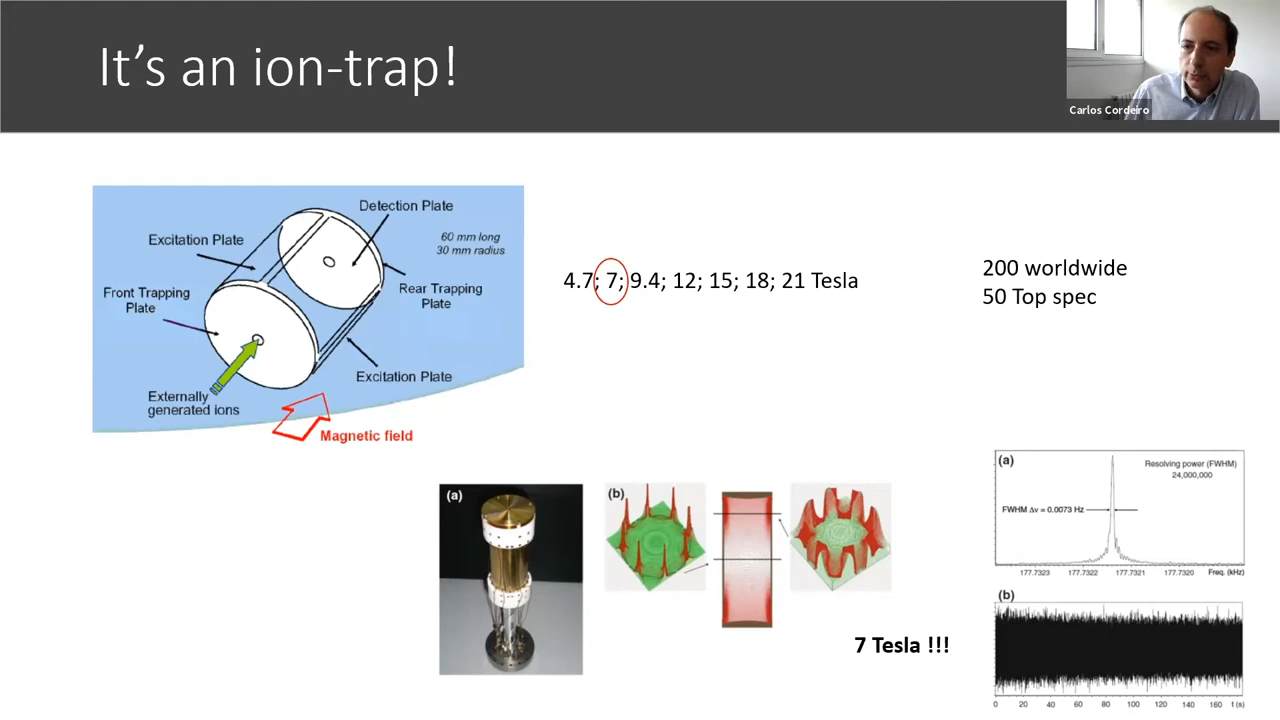 It's an ion-trap!
Carlos Cordeiro
Detection Plate
Excitation Plate
60 mm long
30 mm radius
Front Trapping
Plate
Rear Trapping
Plate
Excitation Plate
Externally
generated ions
Magnetic field
4.7; 7; 9.4; 12; 15; 18; 21 Tesla
200 worldwide
50 Top spec
(a)
(b)
7 Tesla !!!
(a)
Resolving power (FWHM)
24,000,000
FWHM Δν = 0.0073 Hz
177.7323 177.7322 177.7321 177.7320 Freq. (kHz)
(b)
0 20 40 60 80 100 120 140 160 t (s)